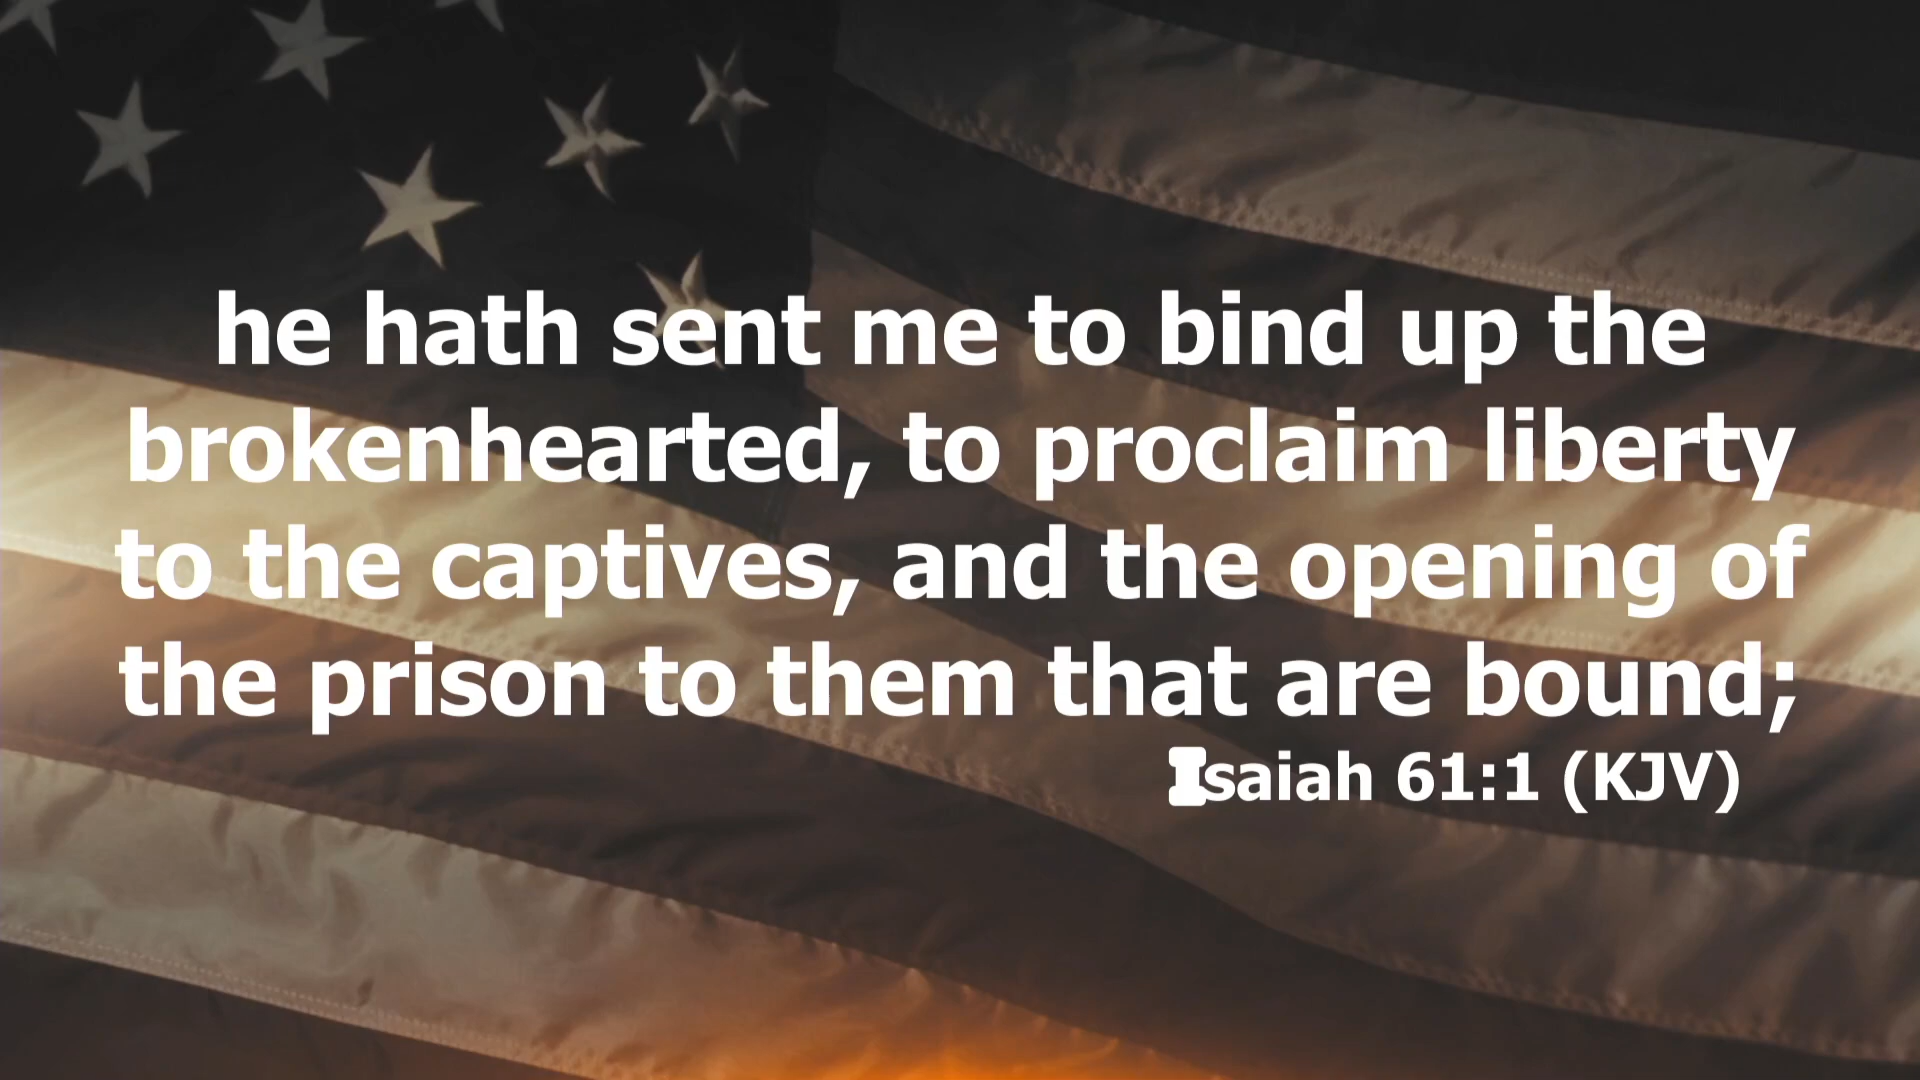 he hath sent me to bind up the
brokenhearted, to proclaim liberty
to the captives, and the opening of
the prison to them that are bound;
Isaiah 61:1 (KJV)